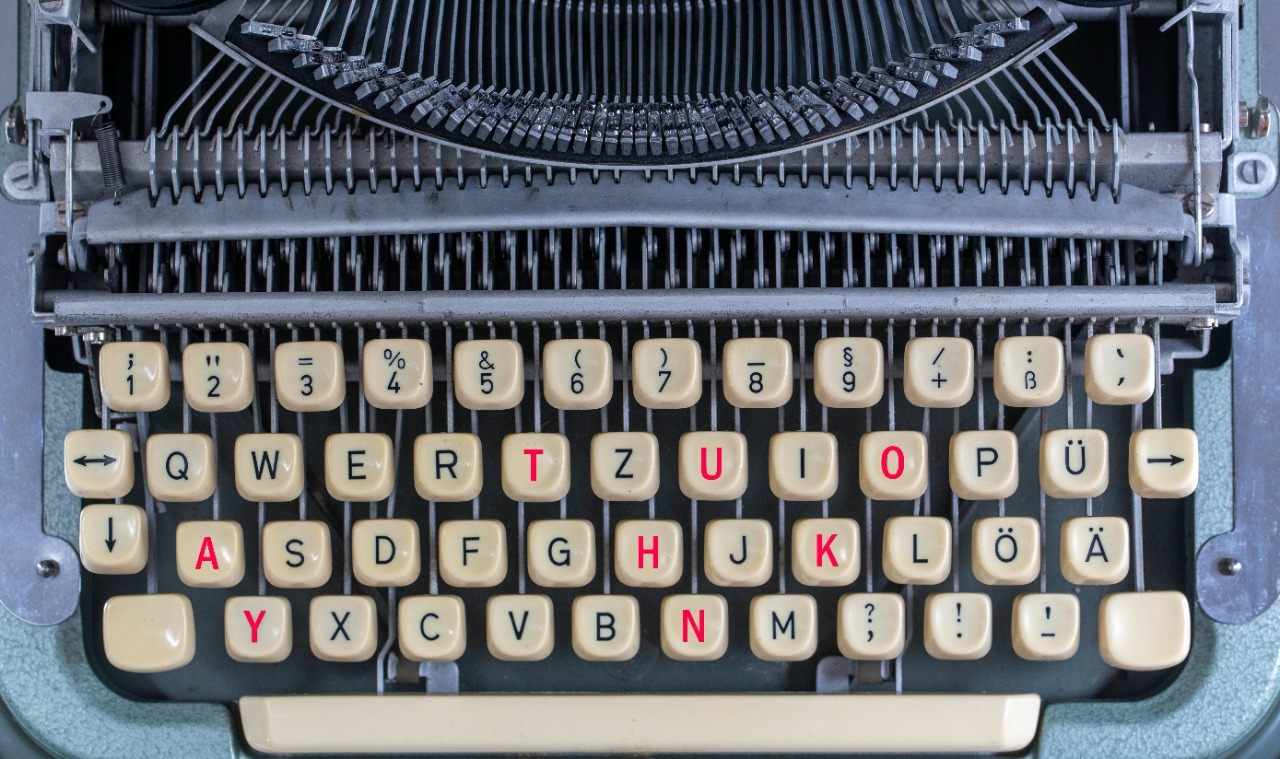 ; " = % & ( ) _ § / : `
1 2 3 4 5 6 7 8 9 + ß ´
↔ Q W E R T Z U I O P Ü →
↓ A S D F G H J K L Ö Ä
Y X C V B N M ? ! '
; . -